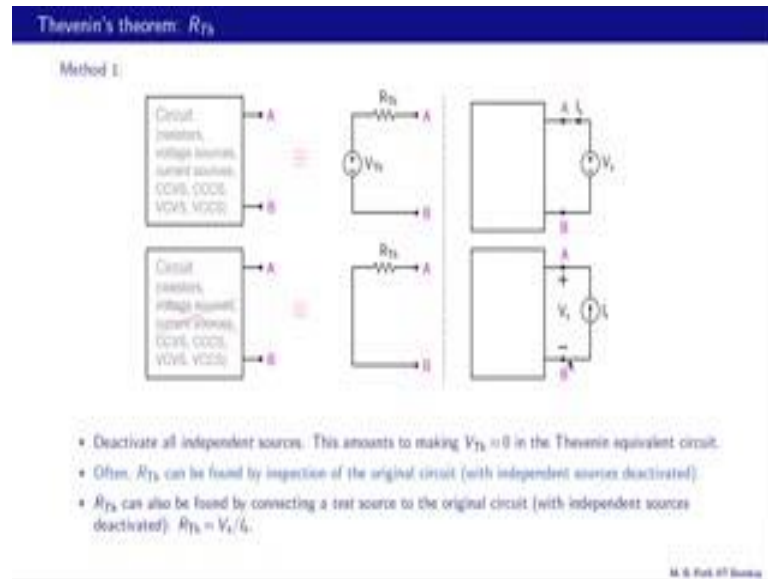 Thevenin's theorem: R_Th
Method 1:
Circuit
(resistors,
voltage sources,
current sources,
CCVS, CCCS,
VCVS, VCCS)
A
B
R_Th
V_Th
A
B
A
B
V_s
Circuit
(resistors,
current sources,
CCVS, CCCS,
VCVS, VCCS)
A
B
R_Th
A
B
A
+
V_s
−
B
• Deactivate all independent sources. This amounts to making V_Th = 0 in the Thevenin equivalent circuit.
• Often, R_Th can be found by inspection of the original circuit (with independent sources deactivated).
• R_Th can also be found by connecting a test source to the original circuit (with independent sources
deactivated): R_Th = V_s/I_s.
M. B. Patil, IIT Bombay